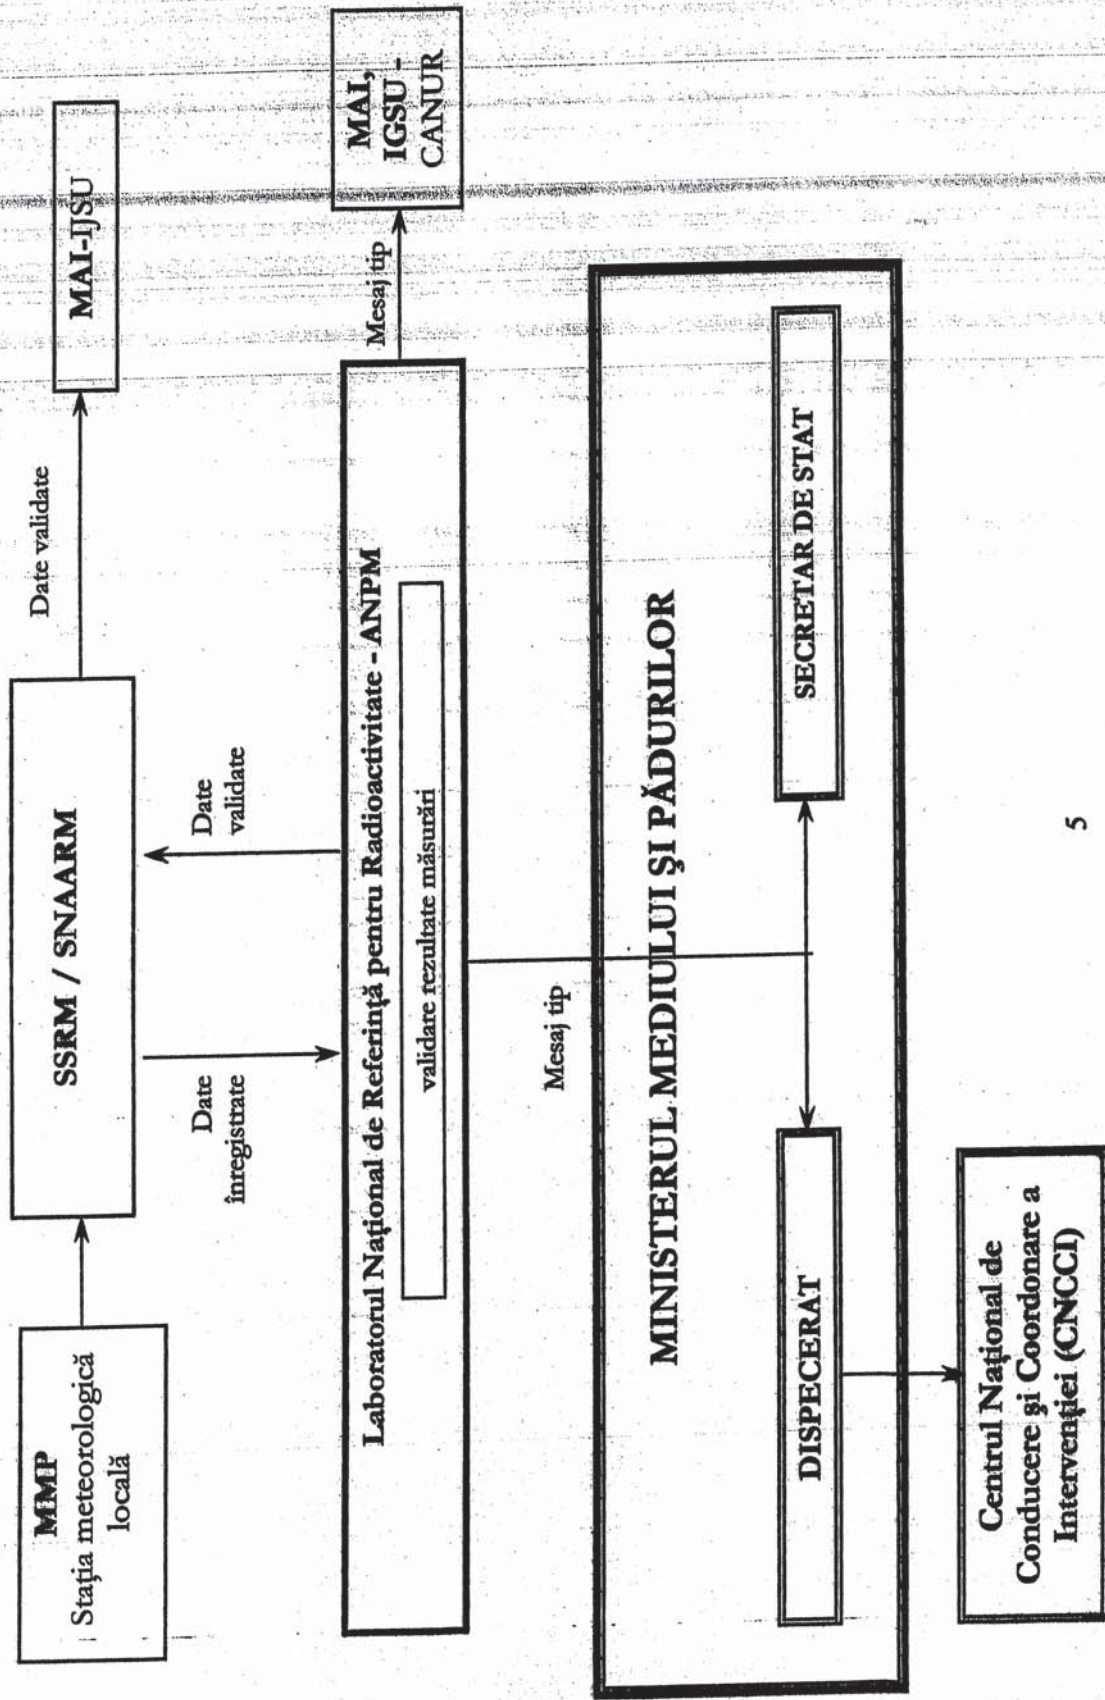 MMP
Stația meteorologică
locală
SSRM / SNAARM
Date validate
MAI-IJSU
Date
înregistrate
Date
validate
Laboratorul Național de Referință pentru Radioactivitate - ANPM
validare rezultate măsurări
Mesaj tip
MAI,
IGSU -
CANUR
Mesaj tip
MINISTERUL MEDIULUI ȘI PĂDURILOR
DISPECERAT
SECRETAR DE STAT
Centrul Național de
Conducere și Coordonare a
Intervenției (CNCCI)
5